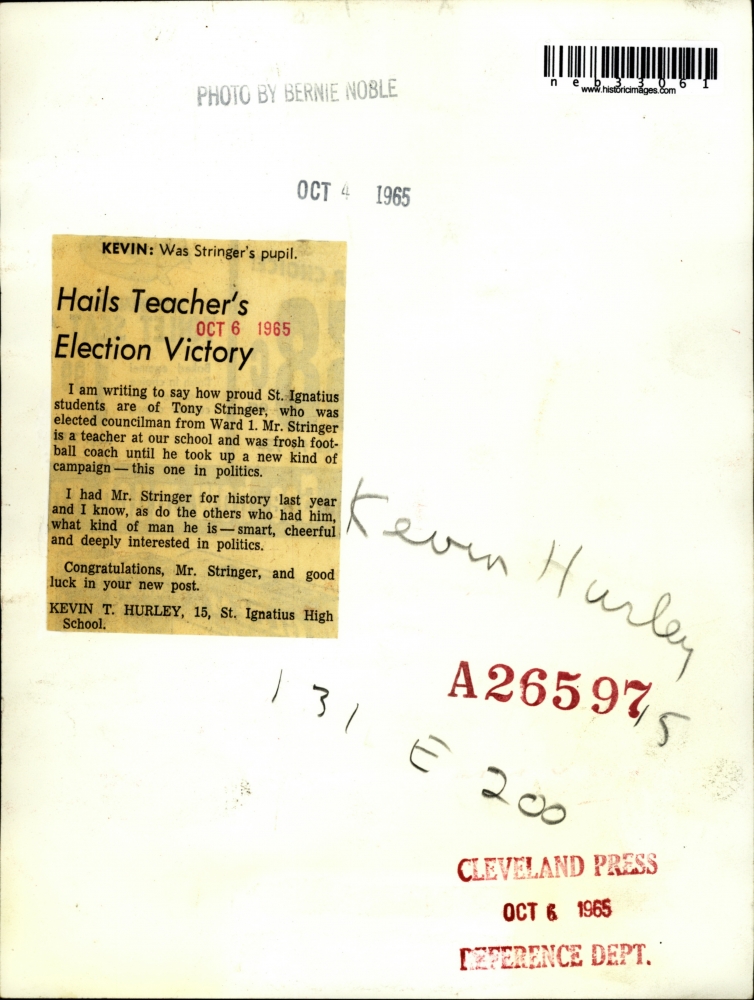 neb33061
www.historicimages.com
PHOTO BY BERNIE NOBLE
OCT 4 1965
KEVIN: Was Stringer's pupil.
Hails Teacher's
OCT 6 1965
Election Victory
I am writing to say how proud St. Ignatius
students are of Tony Stringer, who was
elected councilman from Ward 1. Mr. Stringer
is a teacher at our school and was frosh foot-
ball coach until he took up a new kind of
campaign — this one in politics.
I had Mr. Stringer for history last year
and I know, as do the others who had him,
what kind of man he is — smart, cheerful
and deeply interested in politics.
Congratulations, Mr. Stringer, and good
luck in your new post.
KEVIN T. HURLEY, 15, St. Ignatius High
School.
Kevin Hurley
A26597
15
131 E 200
CLEVELAND PRESS
OCT 6 1965
REFERENCE DEPT.